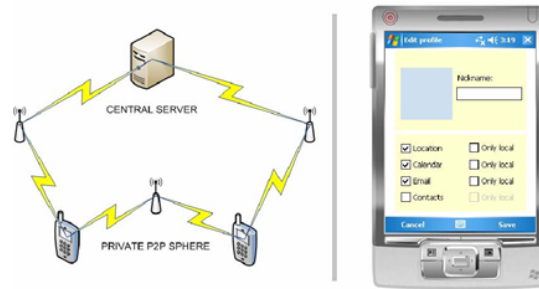 CENTRAL SERVER
PRIVATE P2P SPHERE
Edit profile 3:19
Nickname:
Location Only local
Calendar Only local
Email Only local
Contacts Only local
Cancel Save